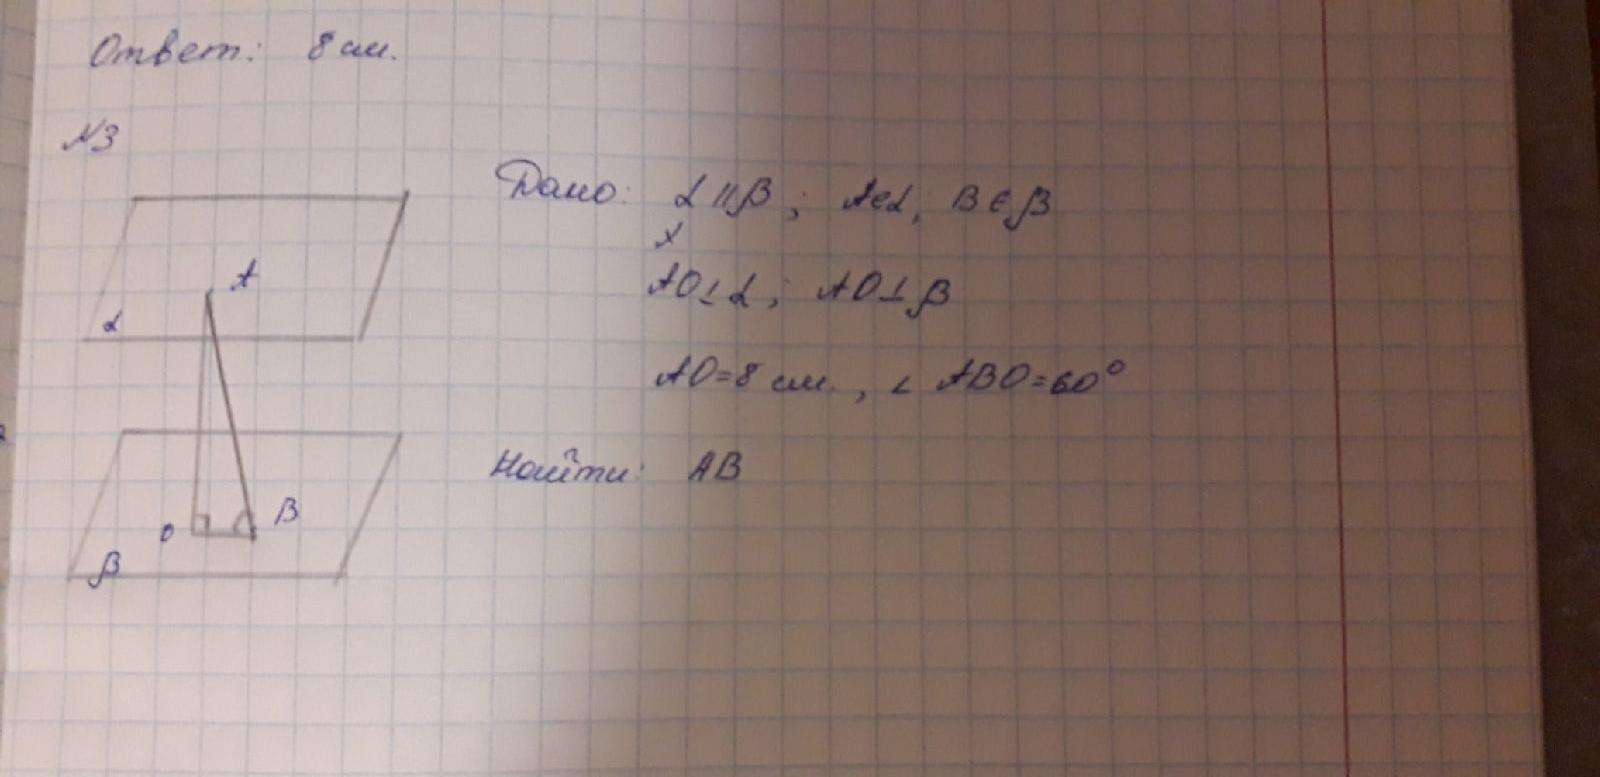 Ответ: 8 см.
№3
Дано: α || β ; A ∈ α; B ∈ β
AO ⊥ α ; AO ⊥ β
AO = 8 см. , ∠ ABO = 60°
Найти: AB
A
α
O
B
β